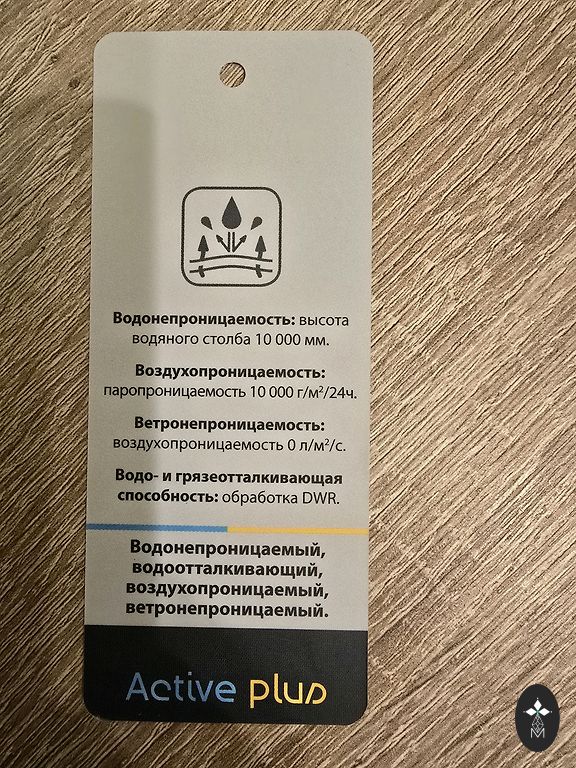 Водонепроницаемость: высота
водяного столба 10 000 мм.
Воздухопроницаемость:
паропроницаемость 10 000 г/м²/24ч.
Ветронепроницаемость:
воздухопроницаемость 0 л/м²/с.
Водо- и грязеотталкивающая
способность: обработка DWR.
Водонепроницаемый,
водоотталкивающий,
воздухопроницаемый,
ветронепроницаемый.
Active plus
M